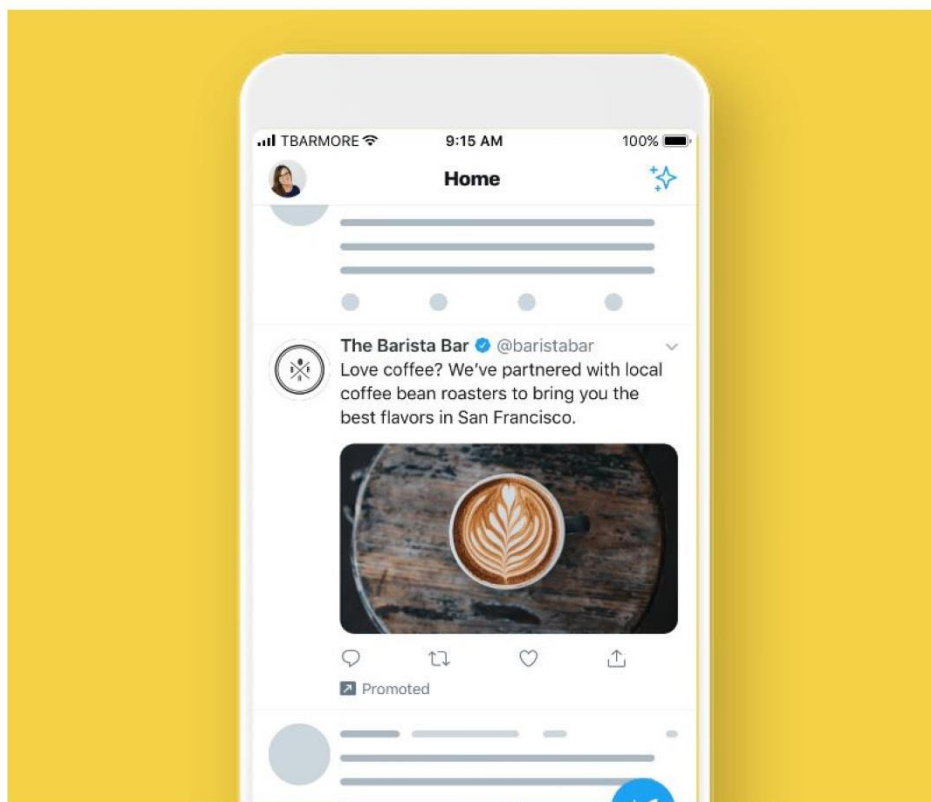 TBARMORE 9:15 AM 100%
Home
The Barista Bar @baristabar
Love coffee? We've partnered with local
coffee bean roasters to bring you the
best flavors in San Francisco.
Promoted